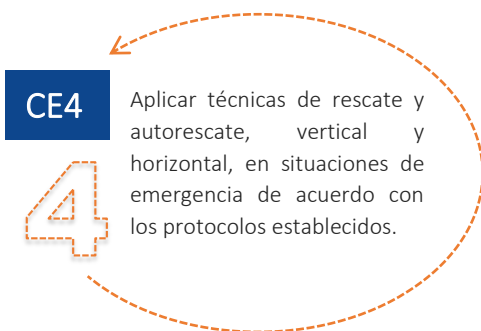 CE4
4
Aplicar técnicas de rescate y
autorescate, vertical y
horizontal, en situaciones de
emergencia de acuerdo con
los protocolos establecidos.